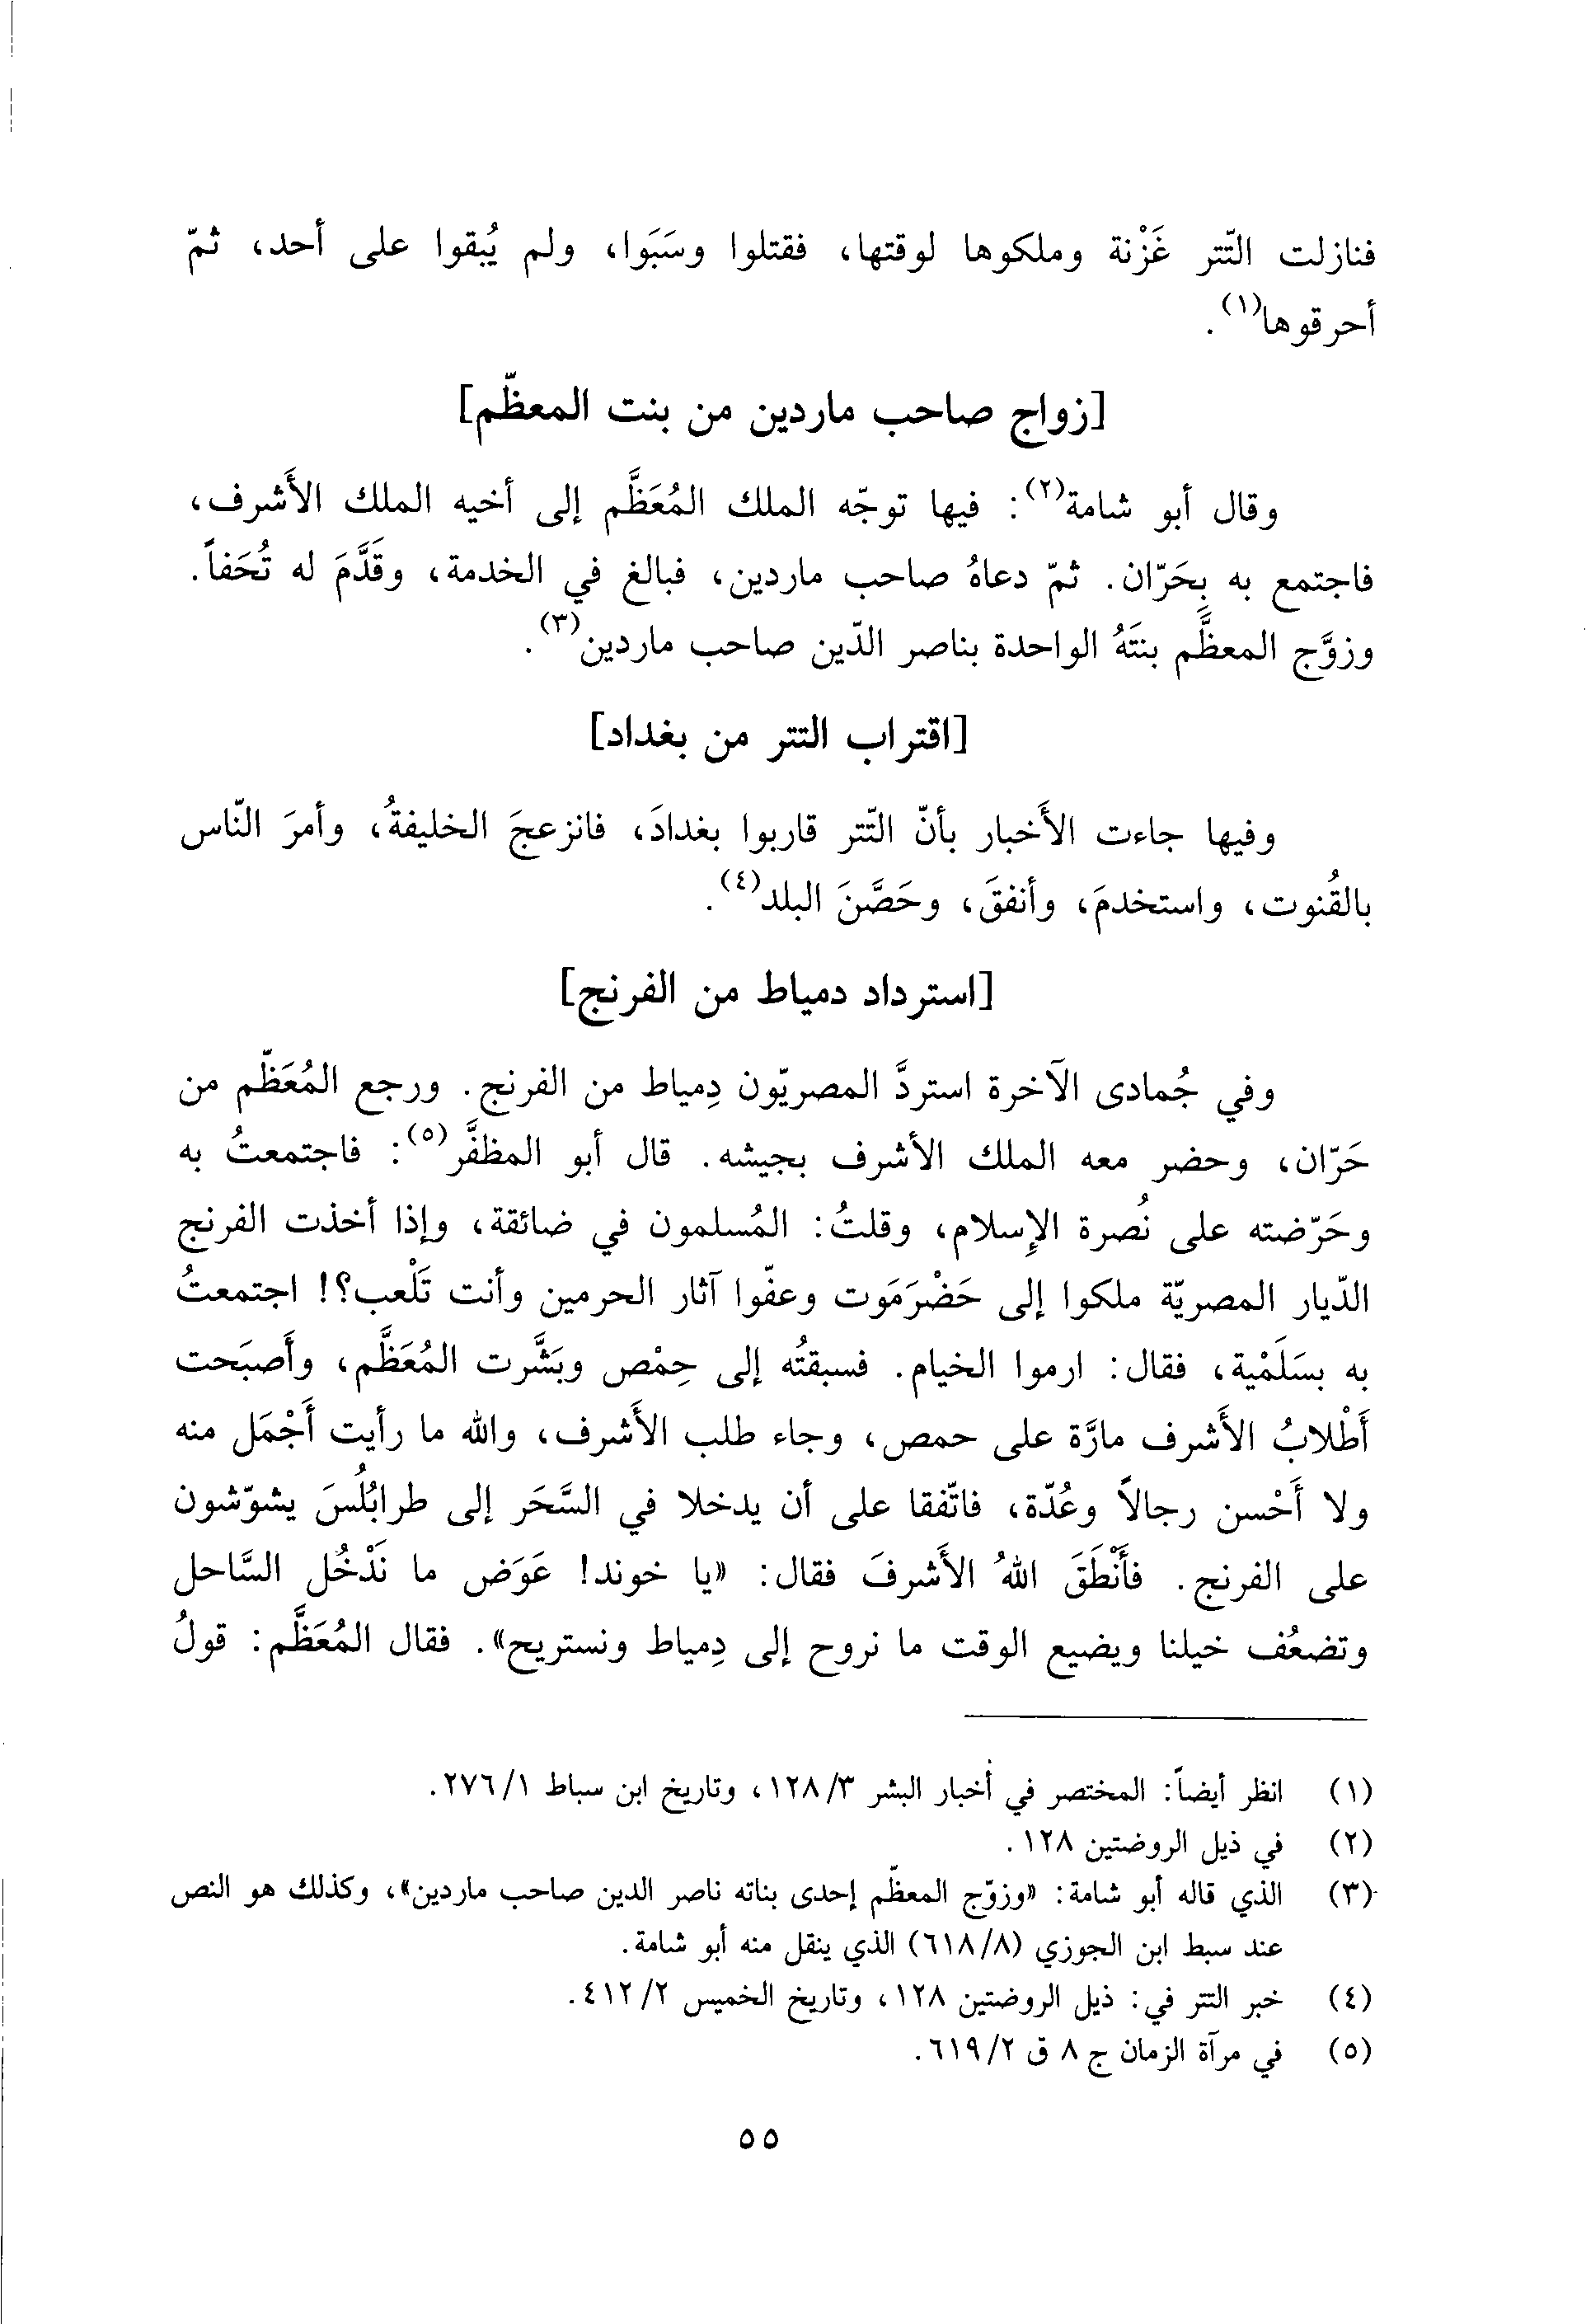 فنازلت التّتر غَزْنة وملكوها لوقتها، فقتلوا وسَبَوا، ولم يُبقوا على أحد، ثمّ
أحرقوها(١).
[زواج صاحب ماردين من بنت المعظّم]
وقال أبو شامة(٢): فيها توجّه الملك المُعَظَّم إلى أخيه الملك الأَشرف،
فاجتمع به بِحَرّان. ثمّ دعاهُ صاحب ماردين، فبالغ في الخدمة، وقَدَّمَ له تُحَفاً.
وزوَّج المعظَّم بنتَهُ الواحدة بناصر الدّين صاحب ماردين(٣).
[اقتراب التتر من بغداد]
وفيها جاءت الأَخبار بأنّ التّتر قاربوا بغدادَ، فانزعجَ الخليفةُ، وأمرَ النّاس
بالقُنوت، واستخدمَ، وأنفقَ، وحَصَّنَ البلد(٤).
[استرداد دمياط من الفرنج]
وفي جُمادى الآخرة استردَّ المصريّون دِمياط من الفرنج. ورجع المُعَظّم من
حَرّان، وحضر معه الملك الأشرف بجيشه. قال أبو المظفَّر(٥): فاجتمعتُ به
وحَرّضته على نُصرة الإِسلام، وقلتُ: المُسلمون في ضائقة، وإذا أخذت الفرنج
الدّيار المصريّة ملكوا إلى حَضْرَمَوت وعفّوا آثار الحرمين وأنت تَلْعب؟! اجتمعتُ
به بسَلَمْية، فقال: ارموا الخيام. فسبقتُه إلى حِمْص وبَشَّرت المُعَظَّم، وأَصبَحت
أَطْلابُ الأَشرف مارَّة على حمص، وجاء طلب الأَشرف، والله ما رأيت أَجْمَل منه
ولا أَحْسن رجالاً وعُدّة، فاتّفقا على أن يدخلا في السَّحَر إلى طرابُلُسَ يشوّشون
على الفرنج. فأَنْطَقَ اللهُ الأَشرفَ فقال: «يا خوند! عَوَض ما نَدْخُل السَّاحل
وتضعُف خيلنا ويضيع الوقت ما نروح إلى دِمياط ونستريح». فقال المُعَظَّم: قولُ
(١) انظر أيضاً: المختصر في أخبار البشر ٣/١٢٨، وتاريخ ابن سباط ١/٢٧٦.
(٢) في ذيل الروضتين ١٢٨.
(٣) الذي قاله أبو شامة: «وزوّج المعظّم إحدى بناته ناصر الدين صاحب ماردين»، وكذلك هو النص
عند سبط ابن الجوزي (٨/٦١٨) الذي ينقل منه أبو شامة.
(٤) خبر التتر في: ذيل الروضتين ١٢٨، وتاريخ الخميس ٢/٤١٢.
(٥) في مرآة الزمان ج ٨ ق ٢/٦١٩.
٥٥